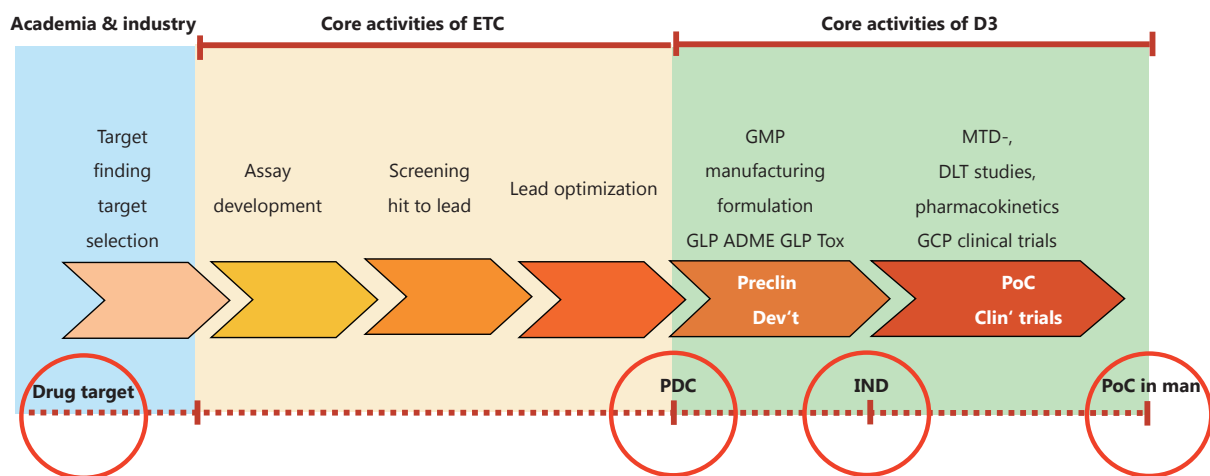 Academia & industry
Core activities of ETC
Core activities of D3
Target
finding
target
selection
Assay
development
Screening
hit to lead
Lead optimization
GMP
manufacturing
formulation
GLP ADME GLP Tox
MTD-,
DLT studies,
pharmacokinetics
GCP clinical trials
Preclin
Dev't
PoC
Clin' trials
Drug target
PDC
IND
PoC in man